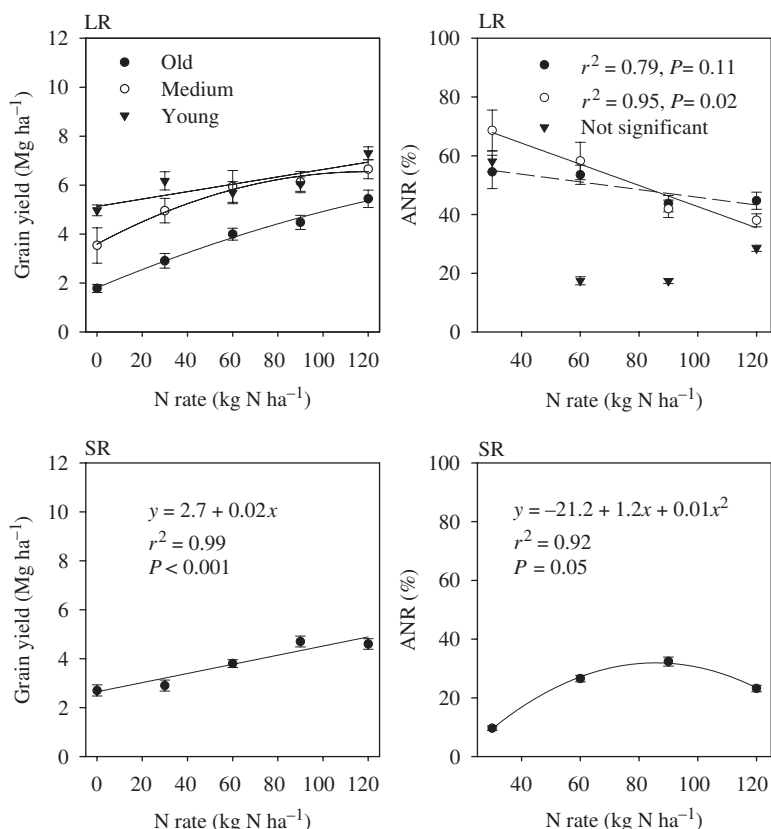 LR
12
10
8
6
4
2
0
Grain yield (Mg ha⁻¹)
Old
Medium
Young
0 20 40 60 80 100 120
N rate (kg N ha⁻¹)
LR
100
80
60
40
20
0
ANR (%)
r² = 0.79, P= 0.11
r² = 0.95, P= 0.02
Not significant
40 60 80 100 120
N rate (kg N ha⁻¹)
SR
12
10
8
6
4
2
0
Grain yield (Mg ha⁻¹)
y = 2.7 + 0.02x
r² = 0.99
P < 0.001
0 20 40 60 80 100 120
N rate (kg N ha⁻¹)
SR
100
80
60
40
20
0
ANR (%)
y = –21.2 + 1.2x + 0.01x²
r² = 0.92
P = 0.05
40 60 80 100 120
N rate (kg N ha⁻¹)